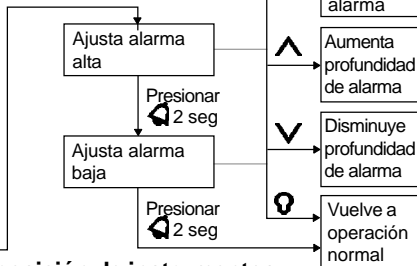 alarma
Ajusta alarma
alta
Aumenta
profundidad
de alarma
Presionar
2 seg
Disminuye
profundidad
de alarma
Ajusta alarma
baja
Presionar
2 seg
Vuelve a
operación
normal